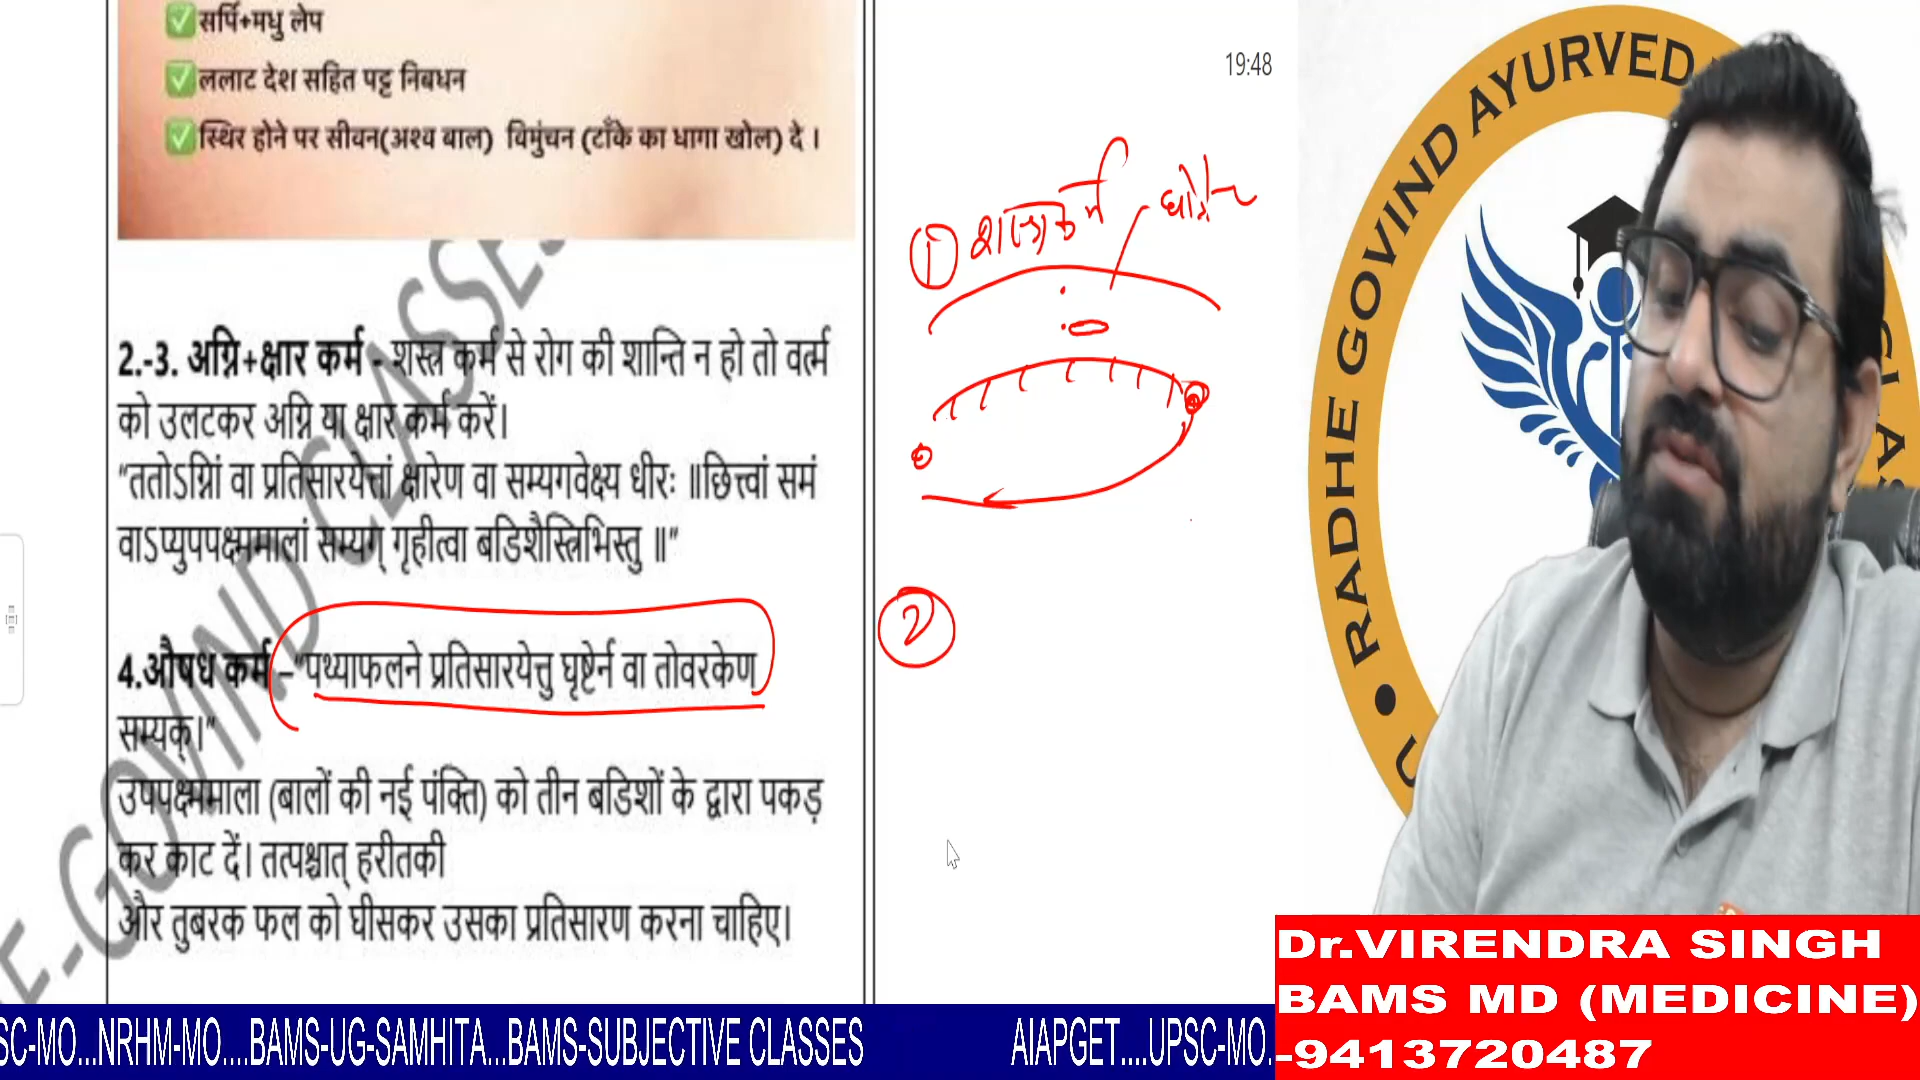 ✅सर्पि+मधु लेप
✅ललाट देश सहित पट्ट निबधन
✅स्थिर होने पर सीवन(अश्व बाल) विमुंचन (टाँके का धागा खोल) दे ।
2.-3. अग्नि+क्षार कर्म - शस्त्र कर्म से रोग की शान्ति न हो तो वर्त्म
को उलटकर अग्नि या क्षार कर्म करें।
"ततोऽग्निां वा प्रतिसारयेत्तां क्षारेण वा सम्यगवेक्ष्य धीरः ॥छित्त्वां समं
वाऽप्युपपक्ष्ममालां सम्यग् गृहीत्वा बडिशैस्त्रिभिस्तु ॥"
4.औषध कर्म –"पथ्याफलने प्रतिसारयेत्तु घृष्टेर्न वा तोवरकेण
सम्यक्।"
उपपक्ष्ममाला (बालों की नई पंक्ति) को तीन बडिशों के द्वारा पकड़
कर काट दें। तत्पश्चात् हरीतकी
और तुबरक फल को घीसकर उसका प्रतिसारण करना चाहिए।
E-GOVIND CLASSES
19:48
① शस्त्रकर्म
②
RADHE GOVIND AYURVED
Dr.VIRENDRA SINGH
BAMS MD (MEDICINE)
-9413720487
SC-MO...NRHM-MO....BAMS-UG-SAMHITA...BAMS-SUBJECTIVE CLASSES
AIAPGET....UPSC-MO.